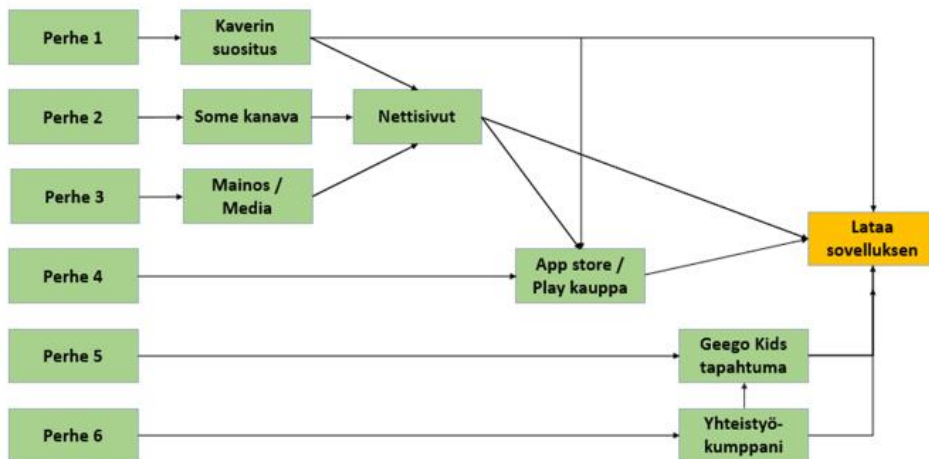 Perhe 1
Kaverin
suositus
Perhe 2
Some kanava
Nettisivut
Perhe 3
Mainos /
Media
Lataa
sovelluksen
Perhe 4
App store /
Play kauppa
Perhe 5
Geego Kids
tapahtuma
Perhe 6
Yhteistyö-
kumppani